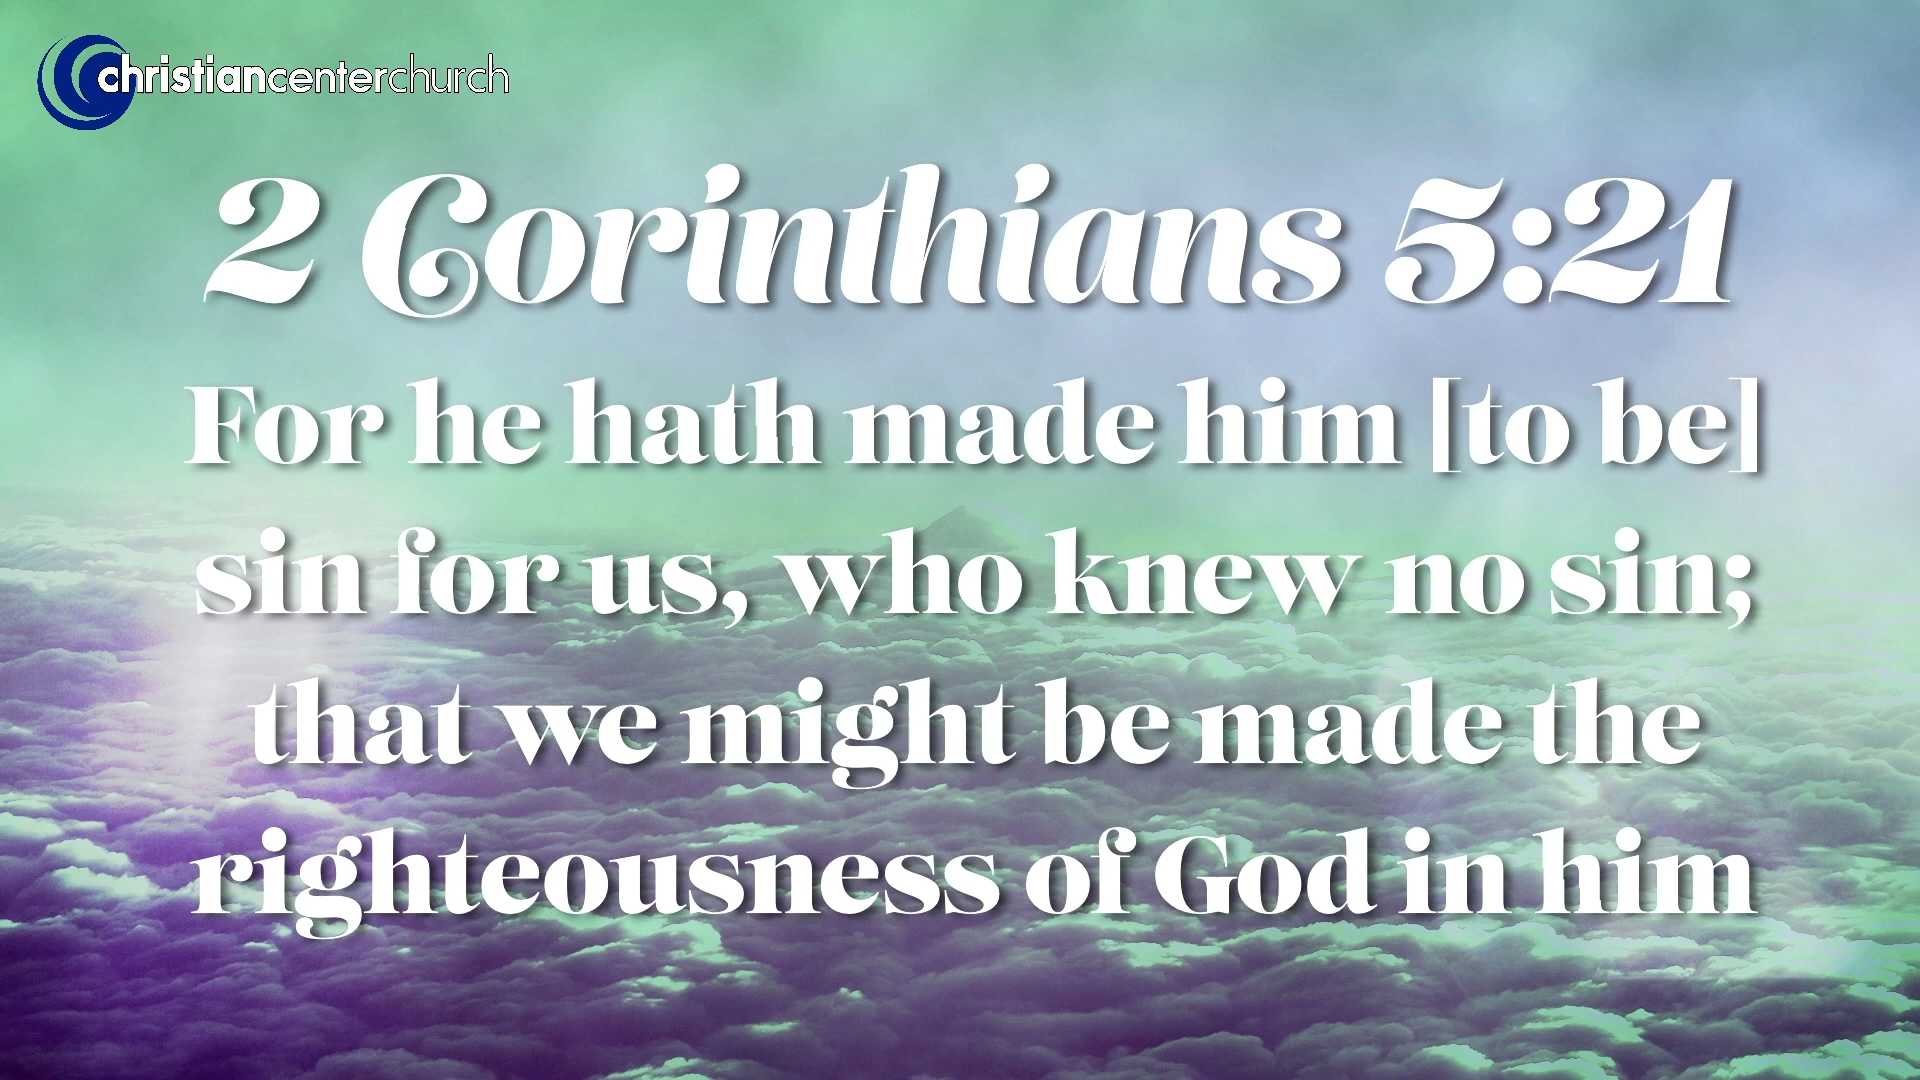 christiancenterchurch
2 Corinthians 5:21
For he hath made him [to be]
sin for us, who knew no sin;
that we might be made the
righteousness of God in him